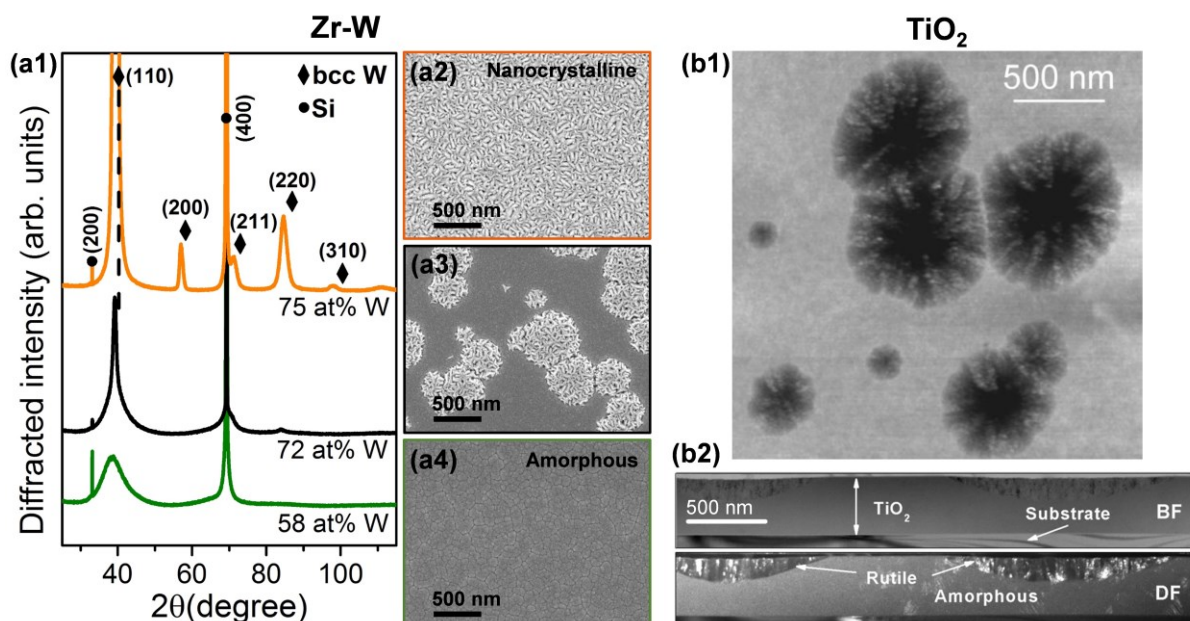 Zr-W
TiO₂
(a1)
(110)
bcc W
Si
(400)
(200)
(200)
(211)
(220)
(310)
75 at% W
72 at% W
58 at% W
Diffracted intensity (arb. units)
40
60
80
100
2θ(degree)
(a2)
Nanocrystalline
500 nm
(a3)
500 nm
(a4)
Amorphous
500 nm
(b1)
500 nm
(b2)
500 nm
TiO₂
Substrate
BF
Rutile
Amorphous
DF